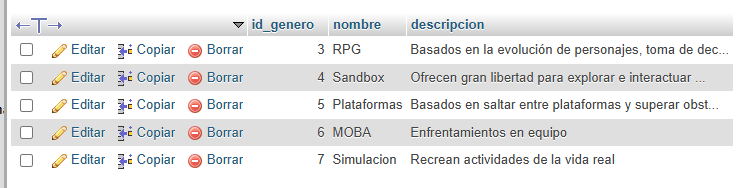 id_genero nombre descripcion
Editar Copiar Borrar 3 RPG Basados en la evolución de personajes, toma de dec...
Editar Copiar Borrar 4 Sandbox Ofrecen gran libertad para explorar e interactuar ...
Editar Copiar Borrar 5 Plataformas Basados en saltar entre plataformas y superar obst...
Editar Copiar Borrar 6 MOBA Enfrentamientos en equipo
Editar Copiar Borrar 7 Simulacion Recrean actividades de la vida real